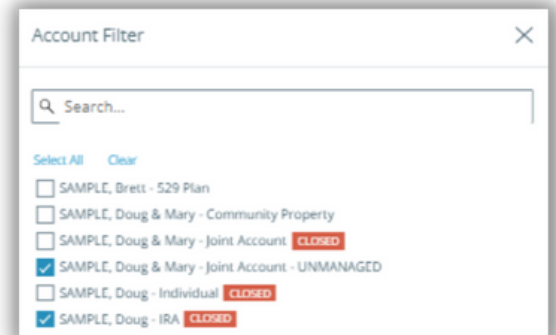 Account Filter
Search...
Select All Clear
SAMPLE, Brett - 529 Plan
SAMPLE, Doug & Mary - Community Property
SAMPLE, Doug & Mary - Joint Account CLOSED
SAMPLE, Doug & Mary - Joint Account - UNMANAGED
SAMPLE, Doug - Individual CLOSED
SAMPLE, Doug - IRA CLOSED